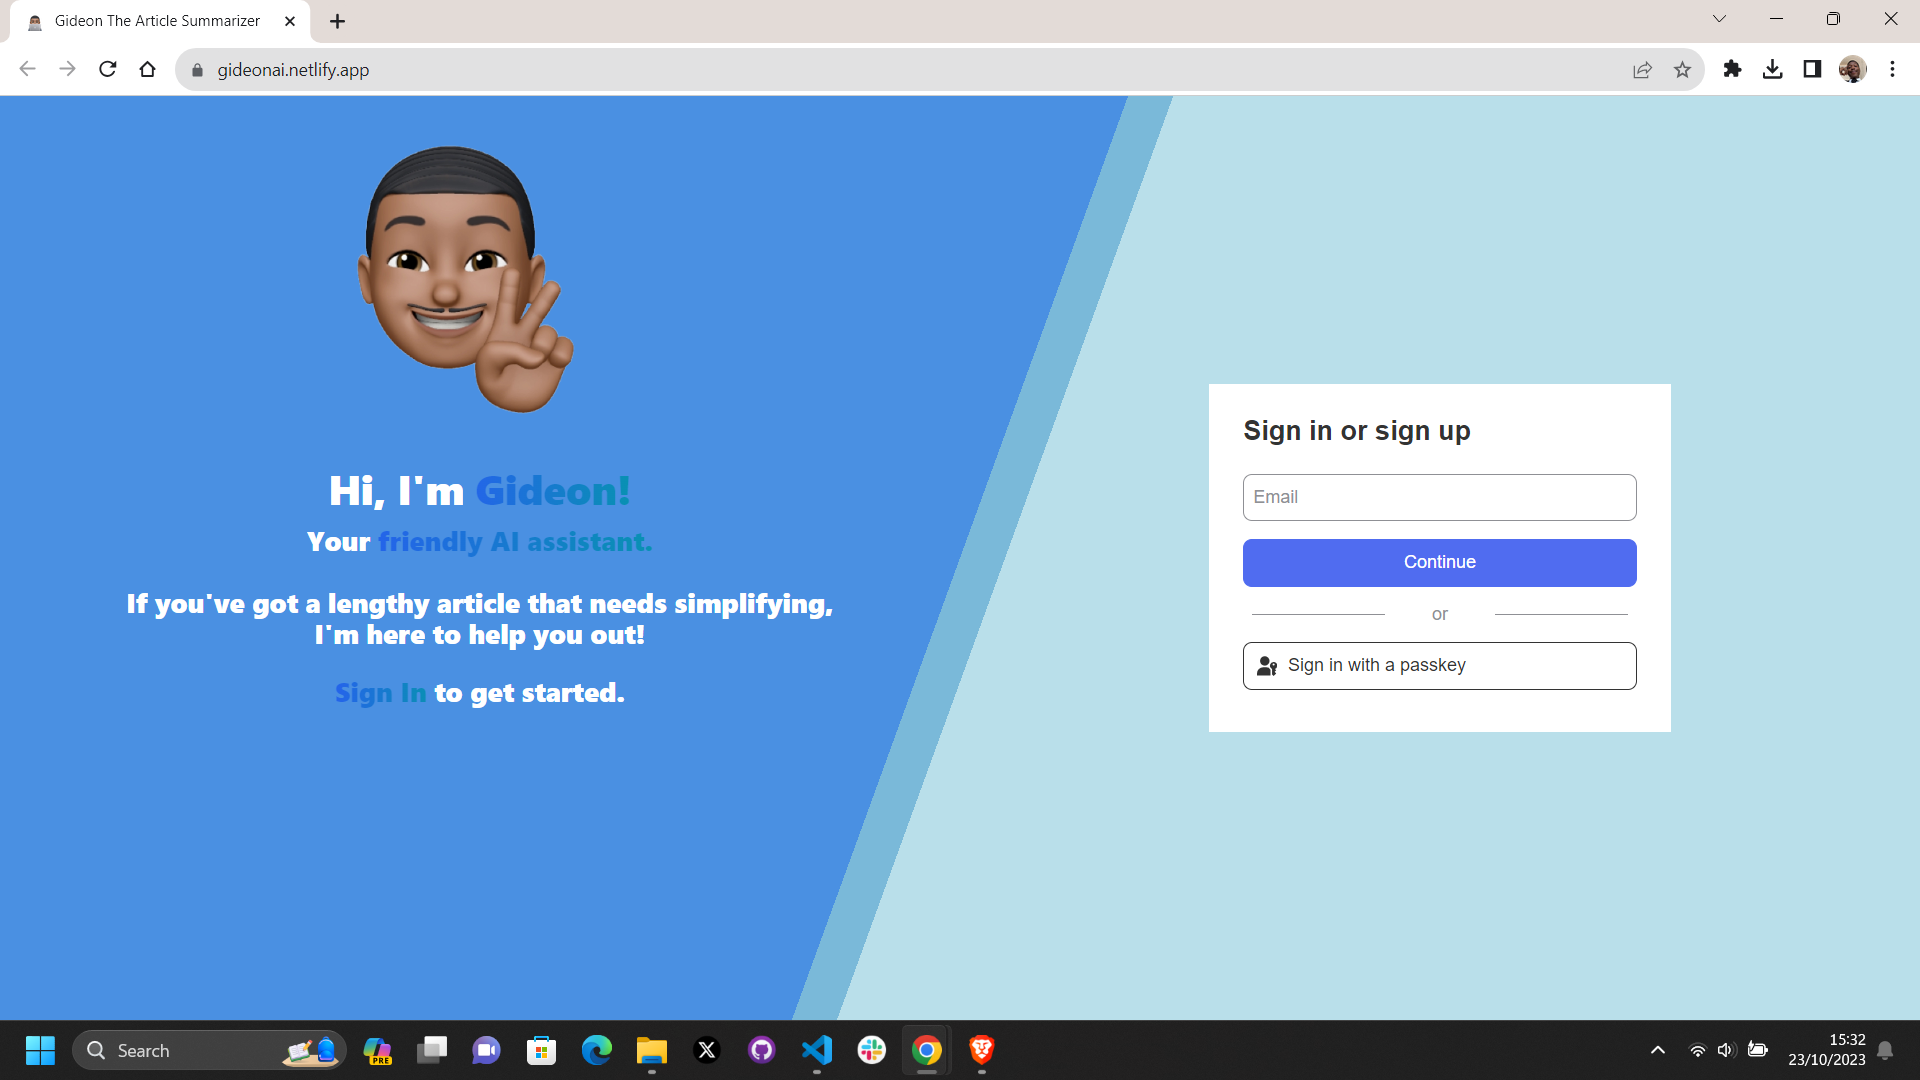 Gideon The Article Summarizer
gideonai.netlify.app
Hi, I'm Gideon!
Your friendly AI assistant.
If you've got a lengthy article that needs simplifying,
I'm here to help you out!
Sign In to get started.
Sign in or sign up
Email
Continue
or
Sign in with a passkey
Search
PRE
15:32
23/10/2023